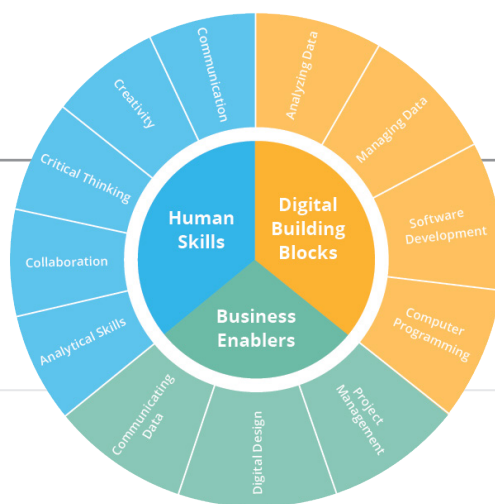 Human
Skills
Digital
Building
Blocks
Business
Enablers
Communication
Analyzing Data
Managing Data
Software
Development
Computer
Programming
Project
Management
Digital Design
Communicating
Data
Analytical Skills
Collaboration
Critical Thinking
Creativity